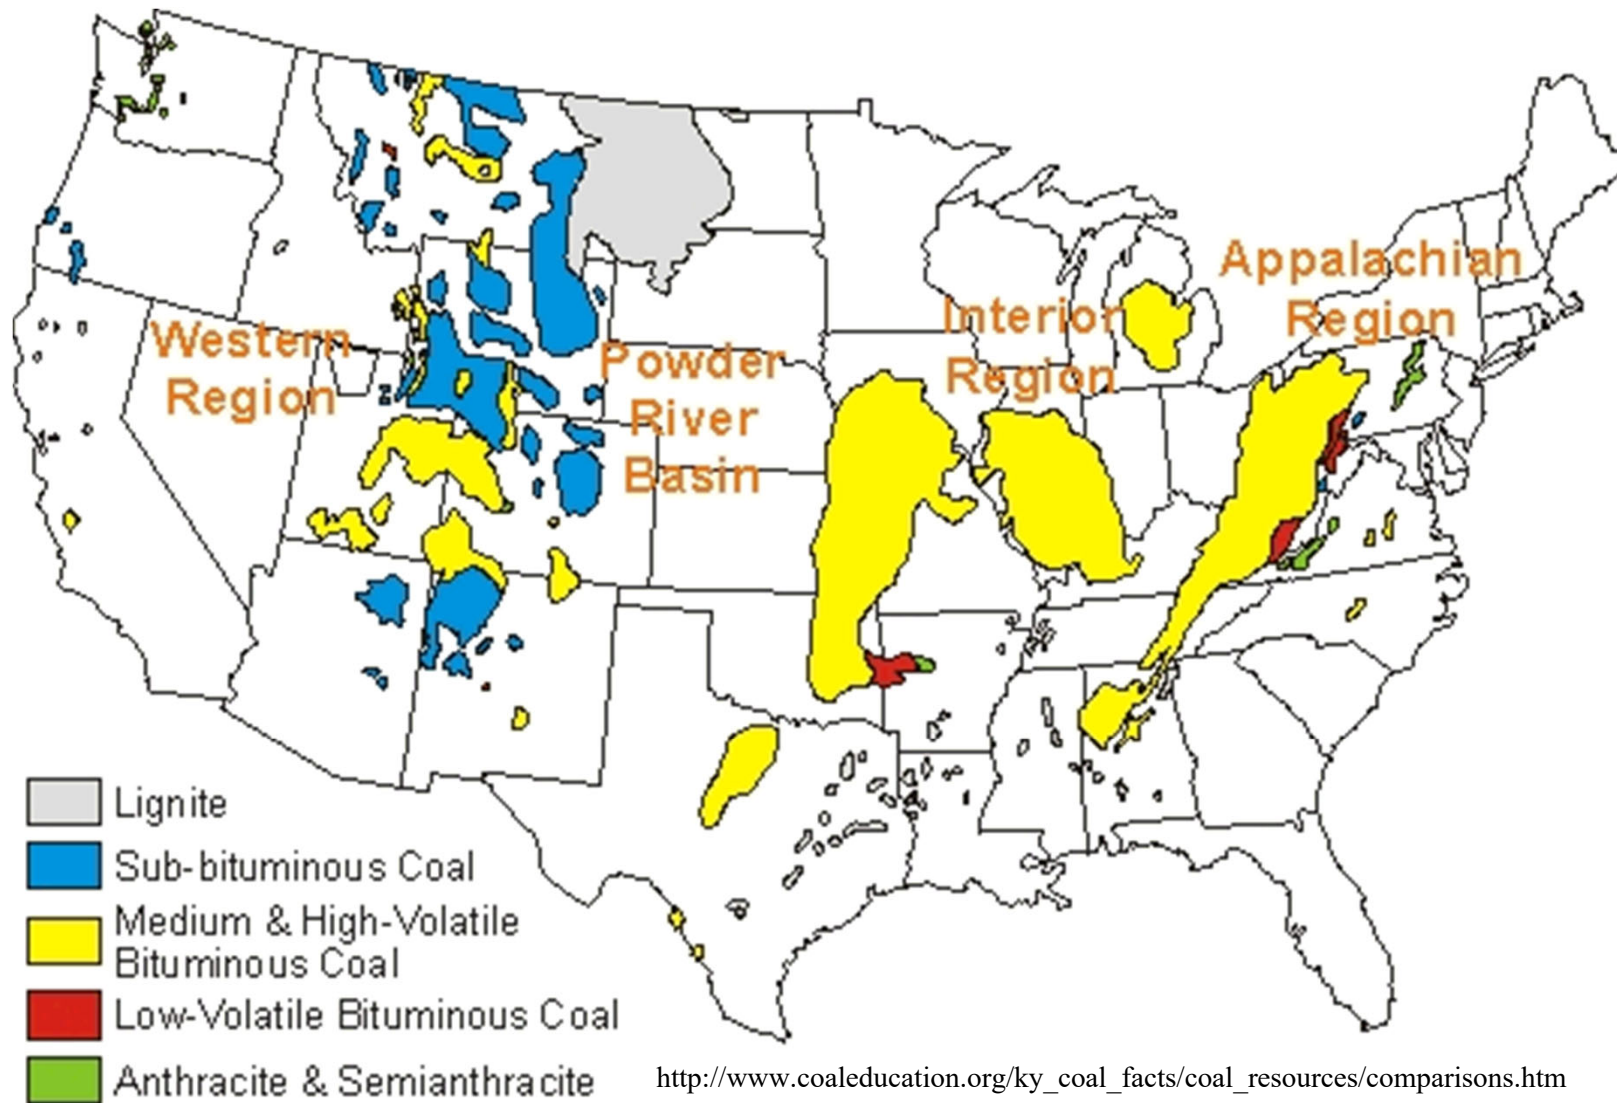 Appalachian
Region
Interior
Region
Western
Region
Powder
River
Basin
Lignite
Sub-bituminous Coal
Medium & High-Volatile
Bituminous Coal
Low-Volatile Bituminous Coal
Anthracite & Semianthracite
http://www.coaleducation.org/ky_coal_facts/coal_resources/comparisons.htm